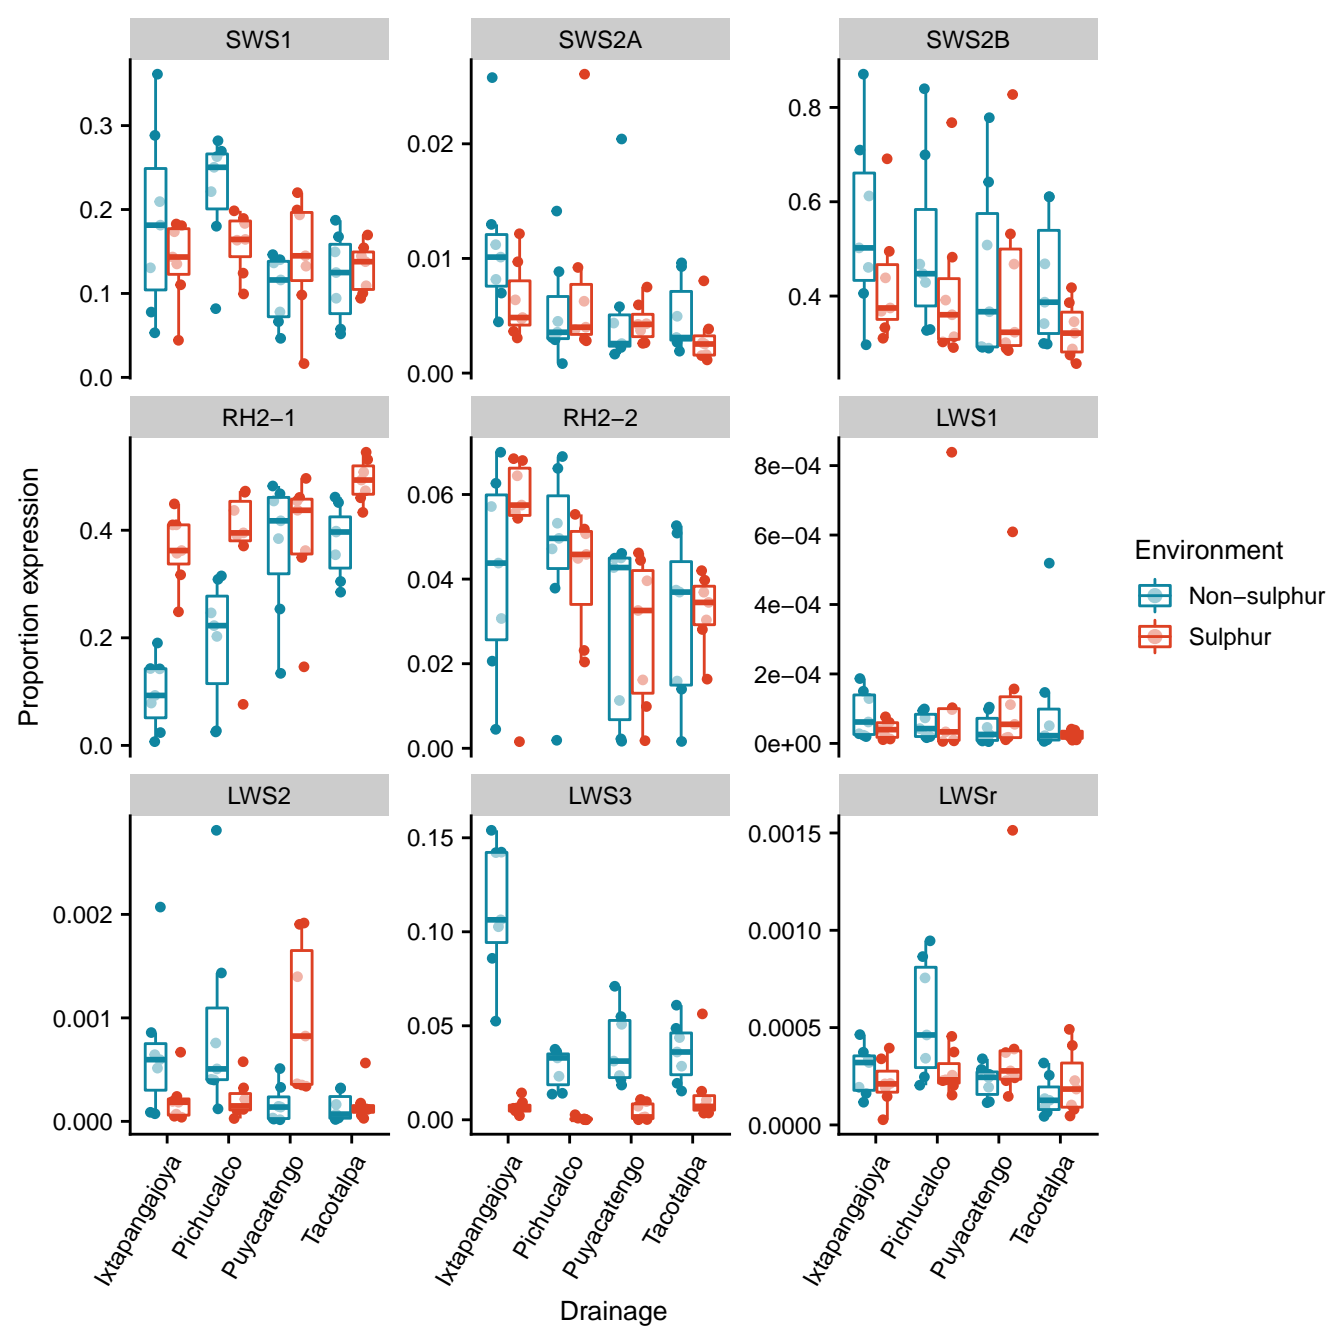 SWS1
SWS2A
SWS2B
0.3
0.2
0.1
0.0
0.02
0.01
0.00
0.8
0.6
0.4
RH2−1
RH2−2
LWS1
0.4
0.2
0.0
0.06
0.04
0.02
0.00
8e−04
6e−04
4e−04
2e−04
0e+00
LWS2
LWS3
LWSr
0.002
0.001
0.000
0.15
0.10
0.05
0.00
0.0015
0.0010
0.0005
0.0000
Ixtapangajoya
Pichucalco
Puyacatengo
Tacotalpa
Ixtapangajoya
Pichucalco
Puyacatengo
Tacotalpa
Ixtapangajoya
Pichucalco
Puyacatengo
Tacotalpa
Drainage
Proportion expression
Environment
Non−sulphur
Sulphur